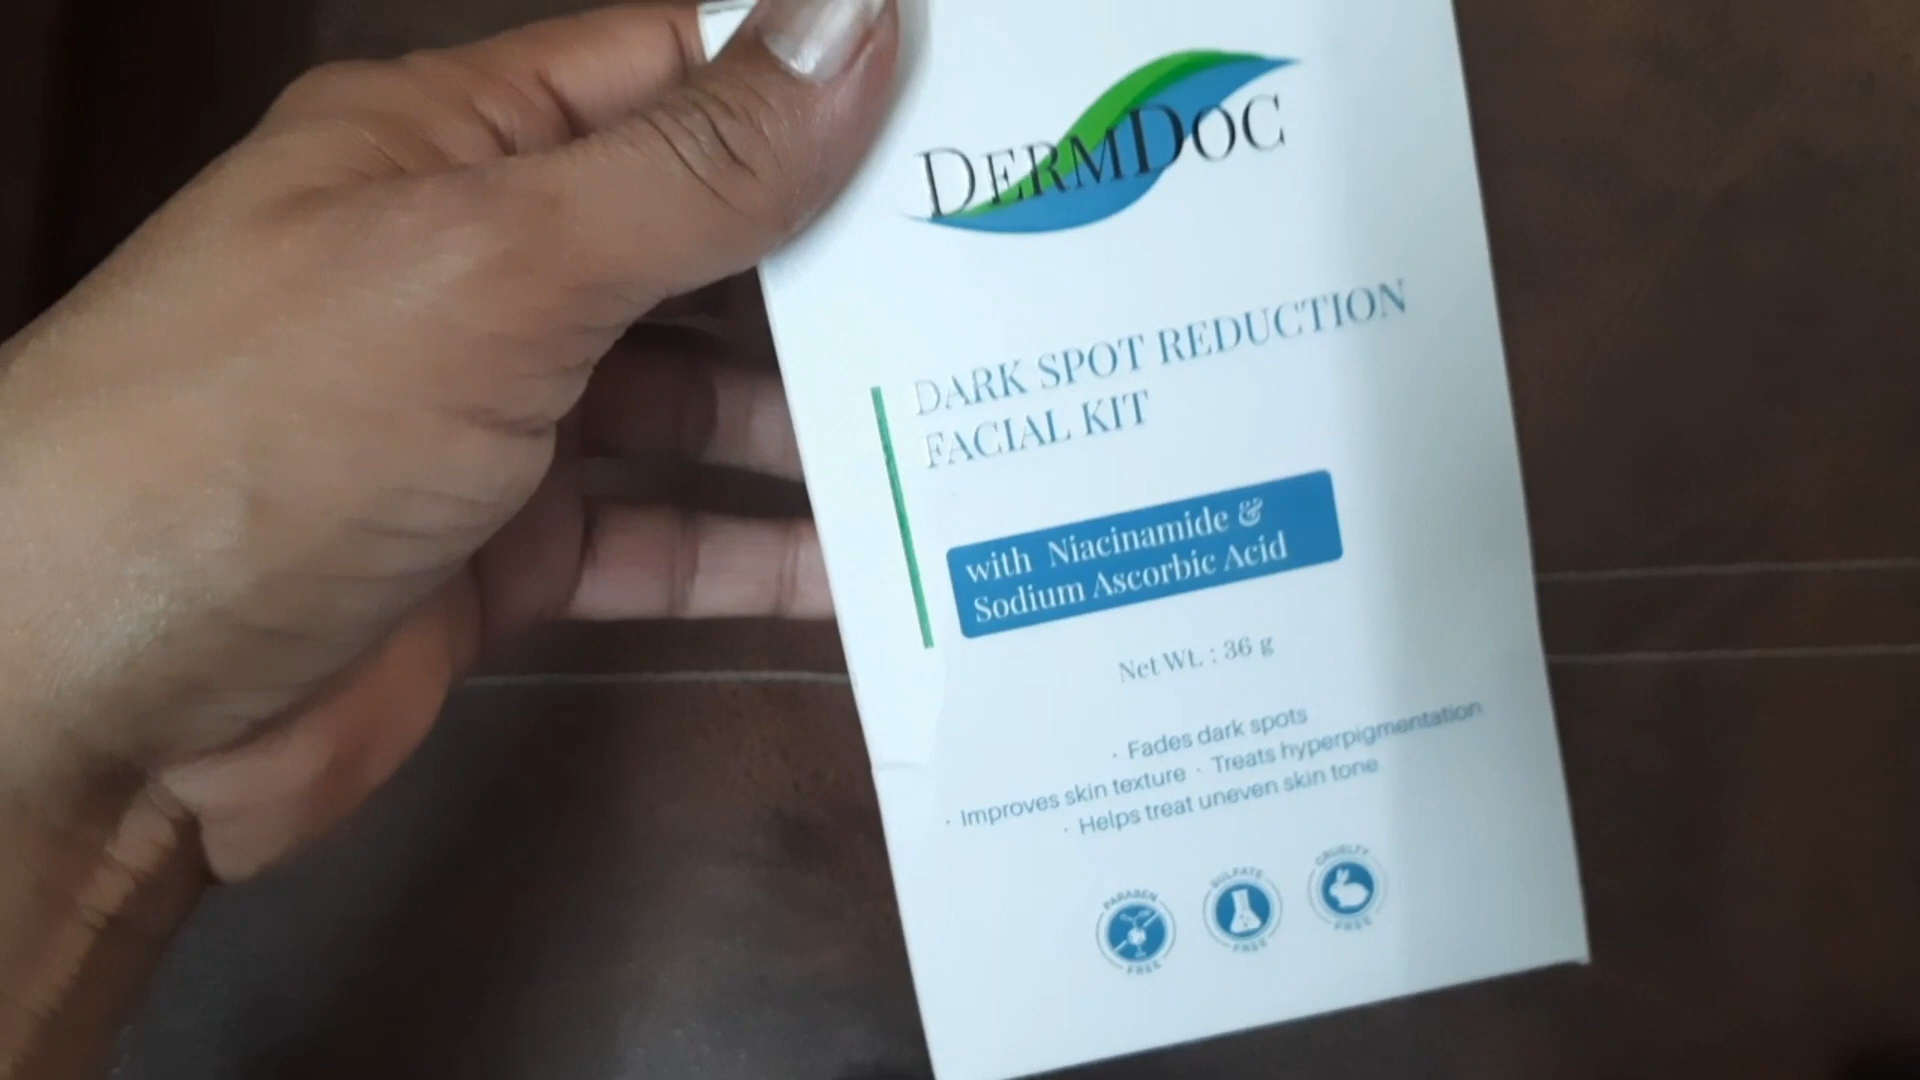 DERMDOC
DARK SPOT REDUCTION
FACIAL KIT
with Niacinamide &
Sodium Ascorbic Acid
Net Wt. : 36 g
· Fades dark spots
· Improves skin texture · Treats hyperpigmentation
· Helps treat uneven skin tone
PARABEN FREE
SULFATE FREE
CRUELTY FREE